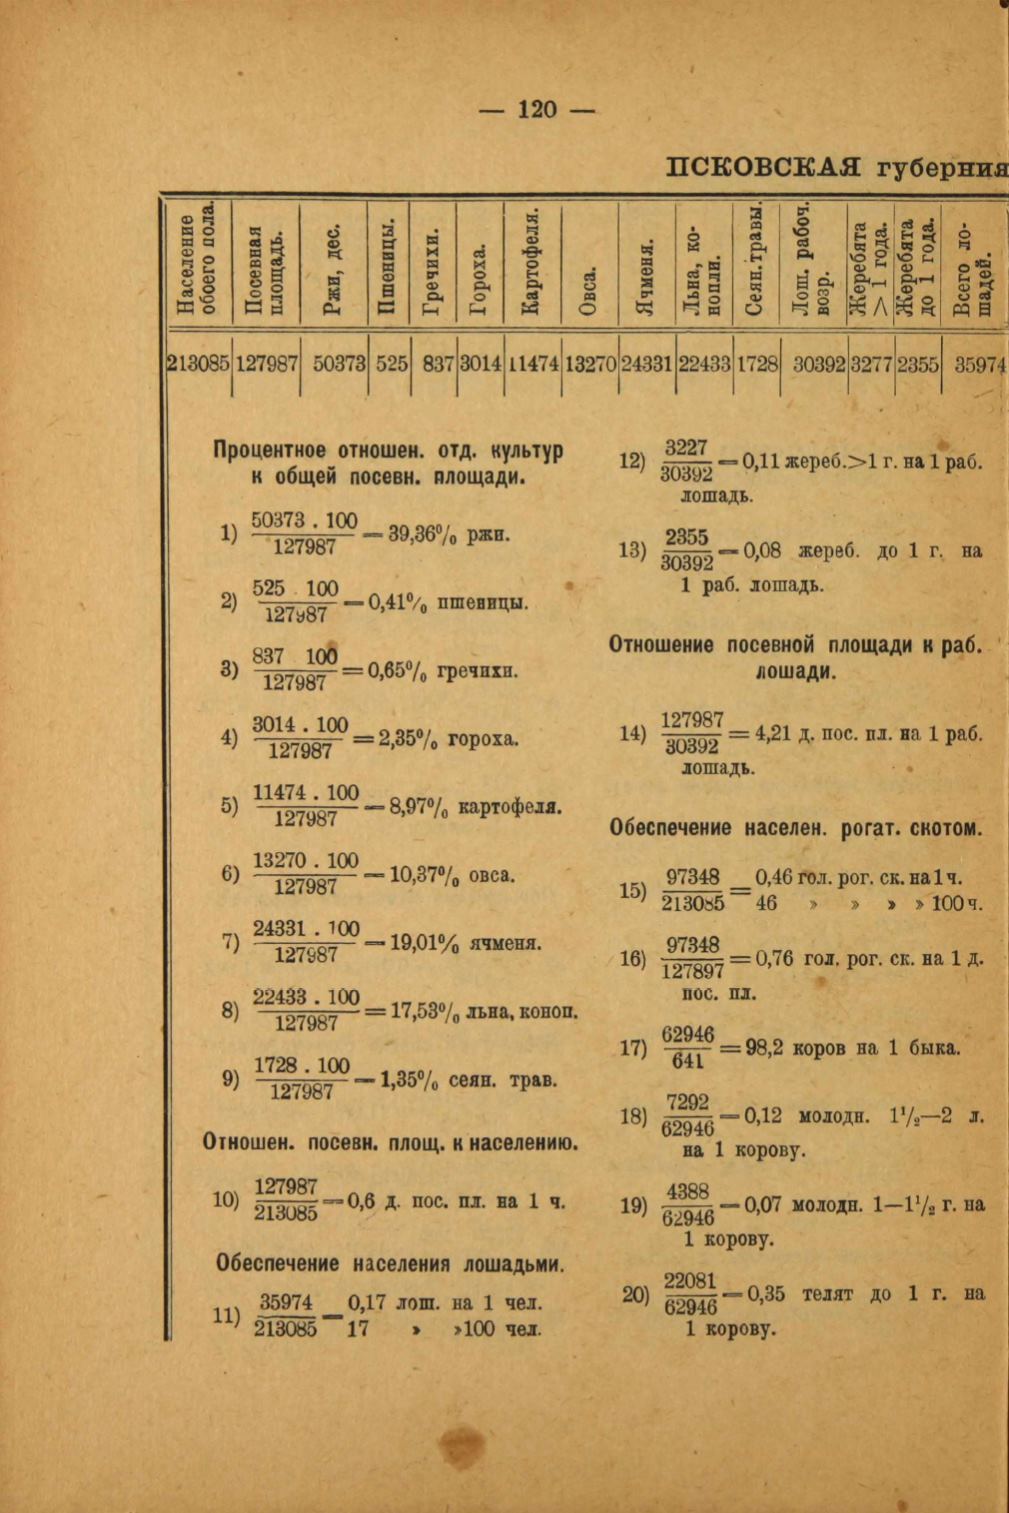 — 120 —
ПСКОВСКАЯ губерния
Население обоего пола.
Посевная площадь.
Ржи, дес.
Пшеницы.
Гречихи.
Гороха.
Картофеля.
Овса.
Ячменя.
Льна, ко-
нопли.
Сеян.травы.
Лош. рабоч. возр.
Жеребята > 1 года.
Жеребята до 1 года.
Всего ло-
шадей.
213085 127987 50373 525 837 3014 11474 13270 24331 22433 1728 30392 3277 2355 35974
Процентное отношен. отд. культур
к общей посевн. площади.
1) 50373 . 100 / 127987 = 39,36% ржи.
2) 525 100 / 127987 = 0,41% пшеницы.
3) 837 100 / 127987 = 0,65% гречихи.
4) 3014 . 100 / 127987 = 2,35% гороха.
5) 11474 . 100 / 127987 = 8,97% картофеля.
6) 13270 . 100 / 127987 = 10,37% овса.
7) 24331 . 100 / 127987 = 19,01% ячменя.
8) 22433 . 100 / 127987 = 17,53% льна, коноп.
9) 1728 . 100 / 127987 = 1,35% сеян. трав.
Отношен. посевн. площ. к населению.
10) 127987 / 213085 = 0,6 д. пос. пл. на 1 ч.
Обеспечение населения лошадьми.
11) 35974 / 213085 = 0,17 лош. на 1 чел.
17 » »100 чел.
12) 3227 / 30392 = 0,11 жереб.>1 г. на 1 раб.
лошадь.
13) 2355 / 30392 = 0,08 жереб. до 1 г. на
1 раб. лошадь.
Отношение посевной площади к раб.
лошади.
14) 127987 / 30392 = 4,21 д. пос. пл. на 1 раб.
лошадь.
Обеспечение населен. рогат. скотом.
15) 97348 / 213085 = 0,46 гол. рог. ск. на 1 ч.
46 » » » » 100 ч.
16) 97348 / 127897 = 0,76 гол. рог. ск. на 1 д.
пос. пл.
17) 62946 / 641 = 98,2 коров на 1 быка.
18) 7292 / 62946 = 0,12 молодн. 1½—2 л.
на 1 корову.
19) 4388 / 62946 = 0,07 молодн. 1—1½ г. на
1 корову.
20) 22081 / 62946 = 0,35 телят до 1 г. на
1 корову.